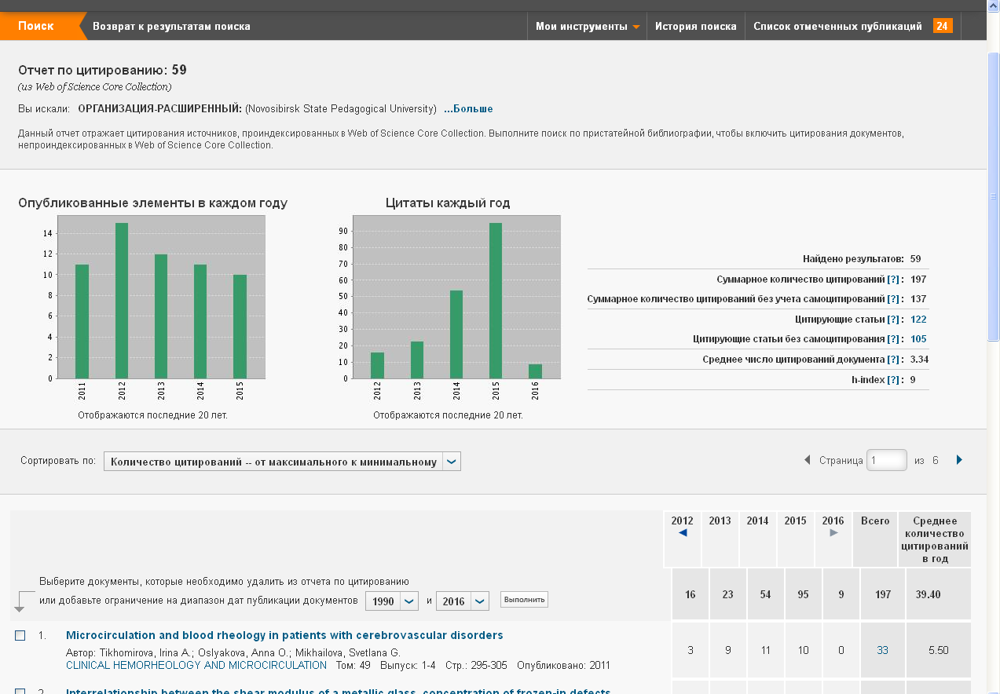 Поиск
Возврат к результатам поиска
Мои инструменты
История поиска
Список отмеченных публикаций 24
Отчет по цитированию: 59
(из Web of Science Core Collection)
Вы искали: ОРГАНИЗАЦИЯ-РАСШИРЕННЫЙ: (Novosibirsk State Pedagogical University) ...Больше
Данный отчет отражает цитирования источников, проиндексированных в Web of Science Core Collection. Выполните поиск по пристатейной библиографии, чтобы включить цитирования документов,
непроиндексированных в Web of Science Core Collection.
Опубликованные элементы в каждом году
14
12
10
8
6
4
2
0
2011
2012
2013
2014
2015
Отображаются последние 20 лет.
Цитаты каждый год
90
80
70
60
50
40
30
20
10
0
2012
2013
2014
2015
2016
Отображаются последние 20 лет.
Найдено результатов: 59
Суммарное количество цитирований [?] : 197
Суммарное количество цитирований без учета самоцитирований [?] : 137
Цитирующие статьи [?] : 122
Цитирующие статьи без самоцитирования [?] : 105
Среднее число цитирований документа [?] : 3.34
h-index [?] : 9
Сортировать по: Количество цитирований -- от максимального к минимальному
Страница 1 из 6
2012 2013 2014 2015 2016 Всего Среднее
количество
цитирований
в год
Выберите документы, которые необходимо удалить из отчета по цитированию
или добавьте ограничение на диапазон дат публикации документов 1990 и 2016 Выполнить
16 23 54 95 9 197 39.40
1. Microcirculation and blood rheology in patients with cerebrovascular disorders
Автор: Tikhomirova, Irina A.; Oslyakova, Anna O.; Mikhailova, Svetlana G.
CLINICAL HEMORHEOLOGY AND MICROCIRCULATION Том: 49 Выпуск: 1-4 Стр.: 295-305 Опубликовано: 2011
3 9 11 10 0 33 5.50
2. Interrelationship between the shear modulus of a metallic glass, concentration of frozen-in defects,